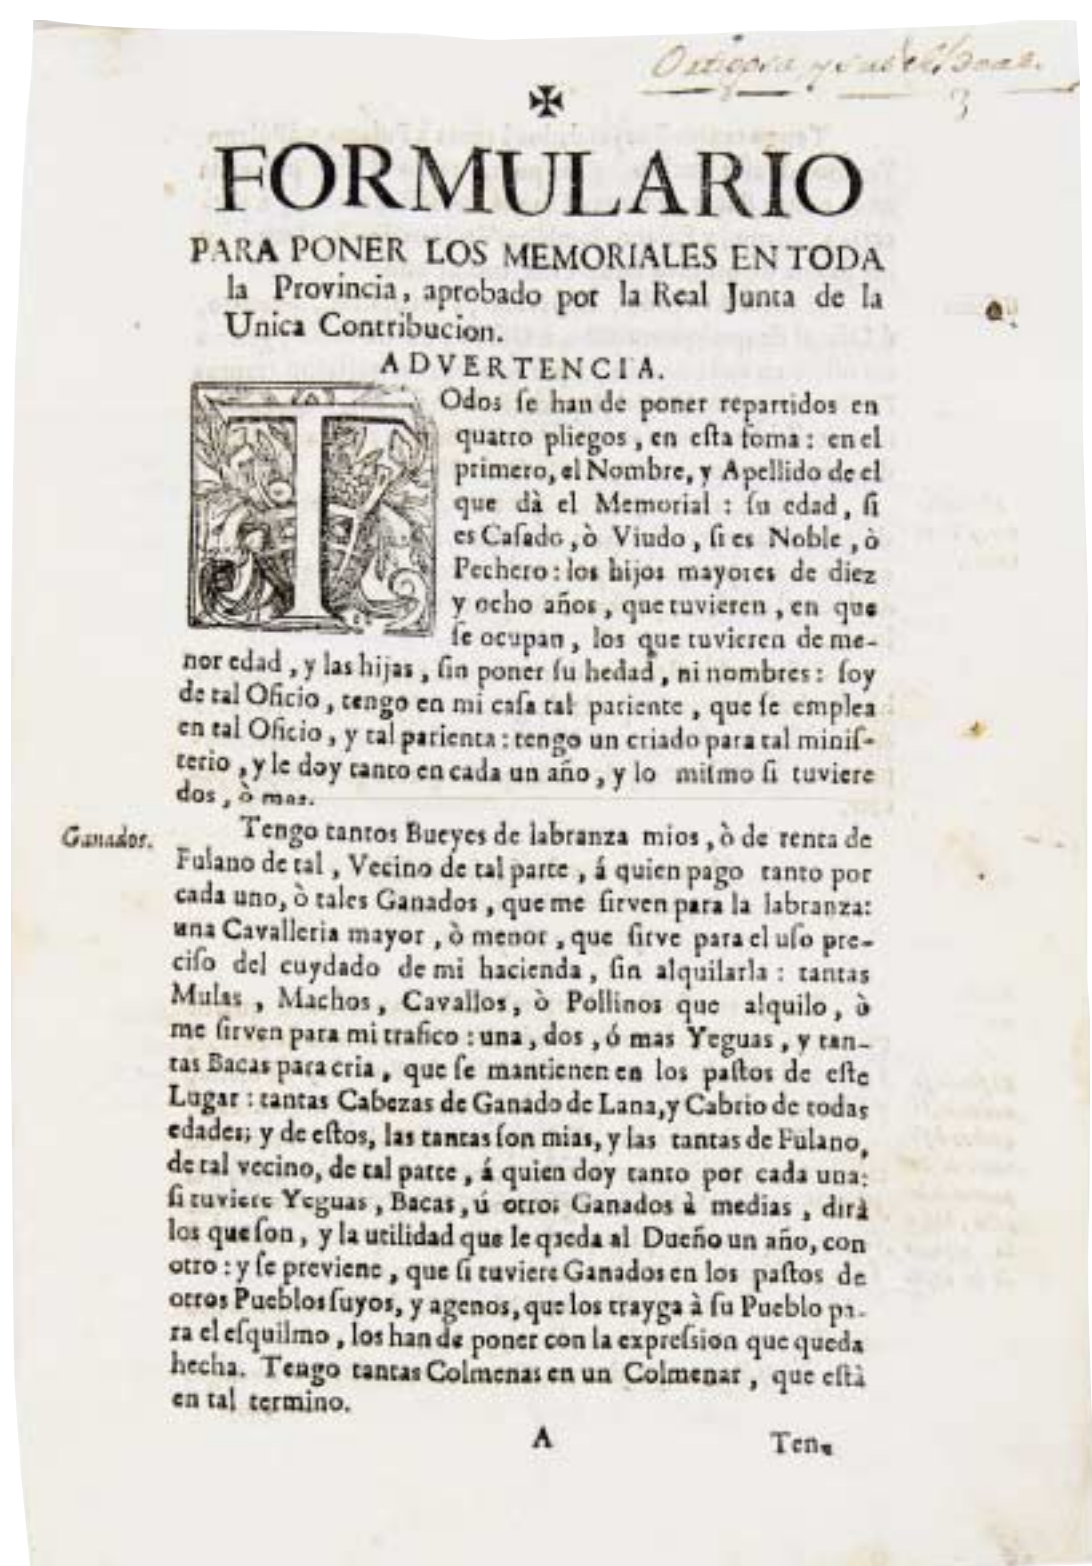 3
✠
FORMULARIO
PARA PONER LOS MEMORIALES EN TODA
la Provincia, aprobado por la Real Junta de la
Unica Contribucion.
ADVERTENCIA.
TOdos ſe han de poner repartidos en
quatro pliegos, en eſta foma: en el
primero, el Nombre, y Apellido de el
que dà el Memorial: ſu edad, ſi
es Caſado, ò Viudo, ſi es Noble, ò
Pechero: los hijos mayores de diez
y ocho años, que tuvieren, en que
ſe ocupan, los que tuvieren de me-
nor edad, y las hijas, ſin poner ſu hedad, ni nombres: ſoy
de tal Oficio, tengo en mi caſa tal pariente, que ſe emplea
en tal Oficio, y tal parienta: tengo un criado para tal miniſ-
terio, y le doy tanto en cada un año, y lo miſmo ſi tuviere
dos, ò mas.
Ganados.
Tengo tantos Bueyes de labranza mios, ò de renta de
Fulano de tal, Vecino de tal parte, á quien pago tanto por
cada uno, ò tales Ganados, que me ſirven para la labranza:
una Cavalleria mayor, ò menor, que ſirve para el uſo pre-
ciſo del cuydado de mi hacienda, ſin alquilarla: tantas
Mulas, Machos, Cavallos, ò Pollinos que alquilo, ò
me ſirven para mi trafico: una, dos, ó mas Yeguas, y tan-
tas Bacas para cria, que ſe mantienen en los paſtos de eſte
Lugar: tantas Cabezas de Ganado de Lana, y Cabrio de todas
edades; y de eſtos, las tantas ſon mias, y las tantas de Fulano,
de tal vecino, de tal parte, á quien doy tanto por cada una:
ſi tuviere Yeguas, Bacas, ú otros Ganados à medias, dirà
los que ſon, y la utilidad que le queda al Dueño un año, con
otro: y ſe previene, que ſi tuviere Ganados en los paſtos de
otros Pueblos ſuyos, y agenos, que los trayga à ſu Pueblo pa-
ra el eſquilmo, los han de poner con la expreſsion que queda
hecha. Tengo tantas Colmenas en un Colmenar, que eſtà
en tal termino.
A
Ten-